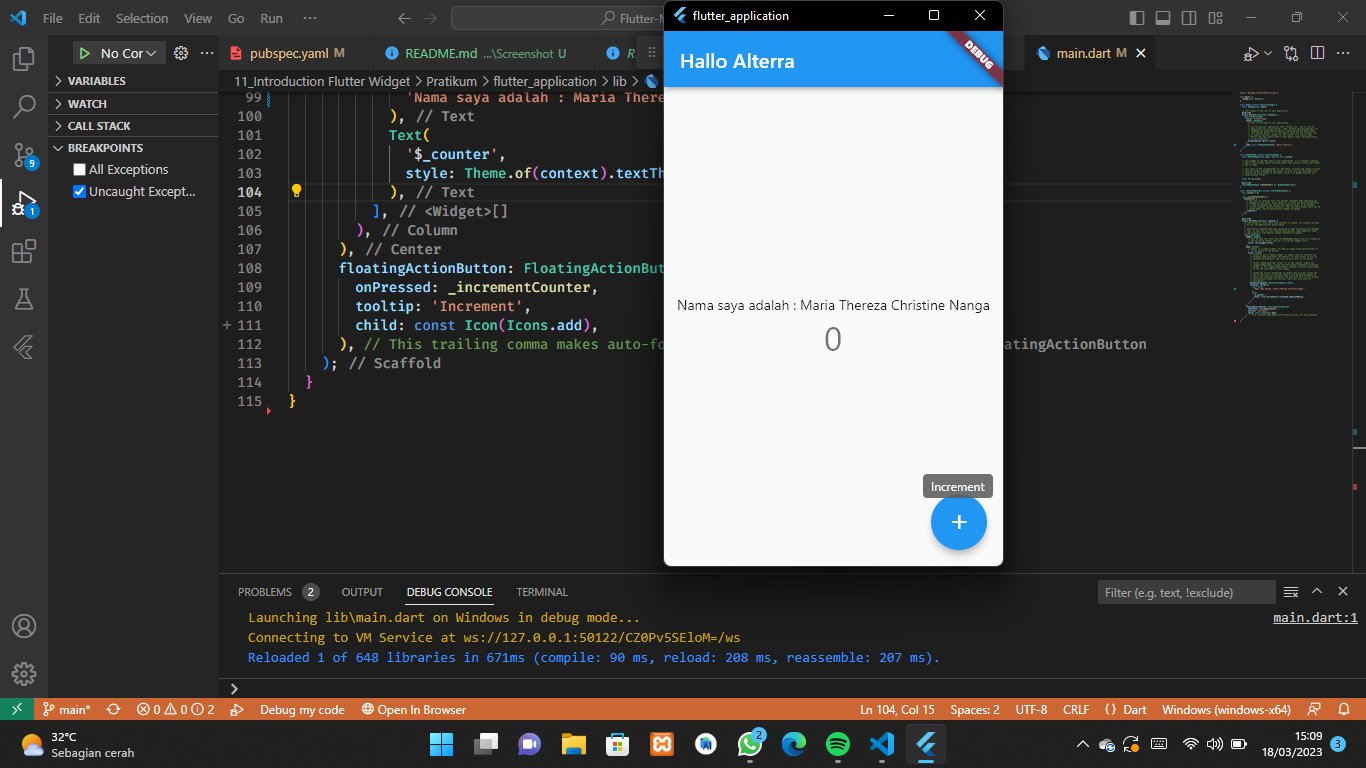 File Edit Selection View Go Run ···
Flutter-M
flutter_application
No Cor
pubspec.yaml M
README.md ...\Screenshot U
main.dart M
Hallo Alterra
DEBUG
VARIABLES
WATCH
CALL STACK
BREAKPOINTS
All Exceptions
Uncaught Except...
11_Introduction Flutter Widget > Pratikum > flutter_application > lib >
99 'Nama saya adalah : Maria There
100 ), // Text
101 Text(
102 '$_counter',
103 style: Theme.of(context).textTh
104 ), // Text
105 ], // <Widget>[]
106 ), // Column
107 ), // Center
108 floatingActionButton: FloatingActionBut
109 onPressed: _incrementCounter,
110 tooltip: 'Increment',
111 child: const Icon(Icons.add),
112 ), // This trailing comma makes auto-fo atingActionButton
113 ); // Scaffold
114 }
115 }
Nama saya adalah : Maria Thereza Christine Nanga
0
Increment
+
9
1
PROBLEMS 2 OUTPUT DEBUG CONSOLE TERMINAL
Filter (e.g. text, !exclude)
Launching lib\main.dart on Windows in debug mode...
main.dart:1
Connecting to VM Service at ws://127.0.0.1:50122/CZ0Pv5SEloM=/ws
Reloaded 1 of 648 libraries in 671ms (compile: 90 ms, reload: 208 ms, reassemble: 207 ms).
main* 0 0 2 Debug my code Open In Browser
Ln 104, Col 15 Spaces: 2 UTF-8 CRLF {} Dart Windows (windows-x64)
32°C
Sebagian cerah
2
15:09
18/03/2023
3